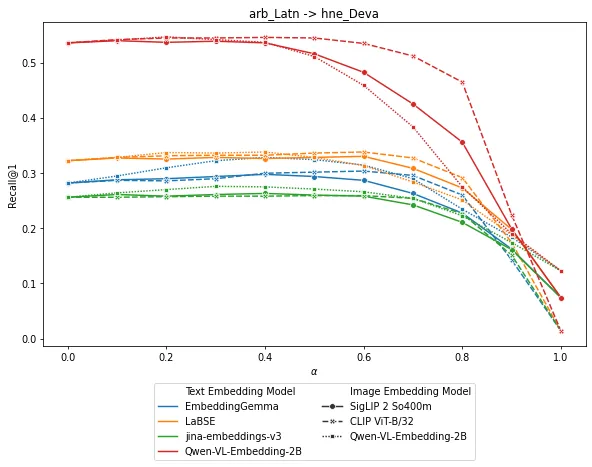 arb_Latn -> hne_Deva
Recall@1
0.5
0.4
0.3
0.2
0.1
0.0
0.0 0.2 0.4 0.6 0.8 1.0
α
Text Embedding Model
EmbeddingGemma
LaBSE
jina-embeddings-v3
Qwen-VL-Embedding-2B
Image Embedding Model
SigLIP 2 So400m
CLIP ViT-B/32
Qwen-VL-Embedding-2B